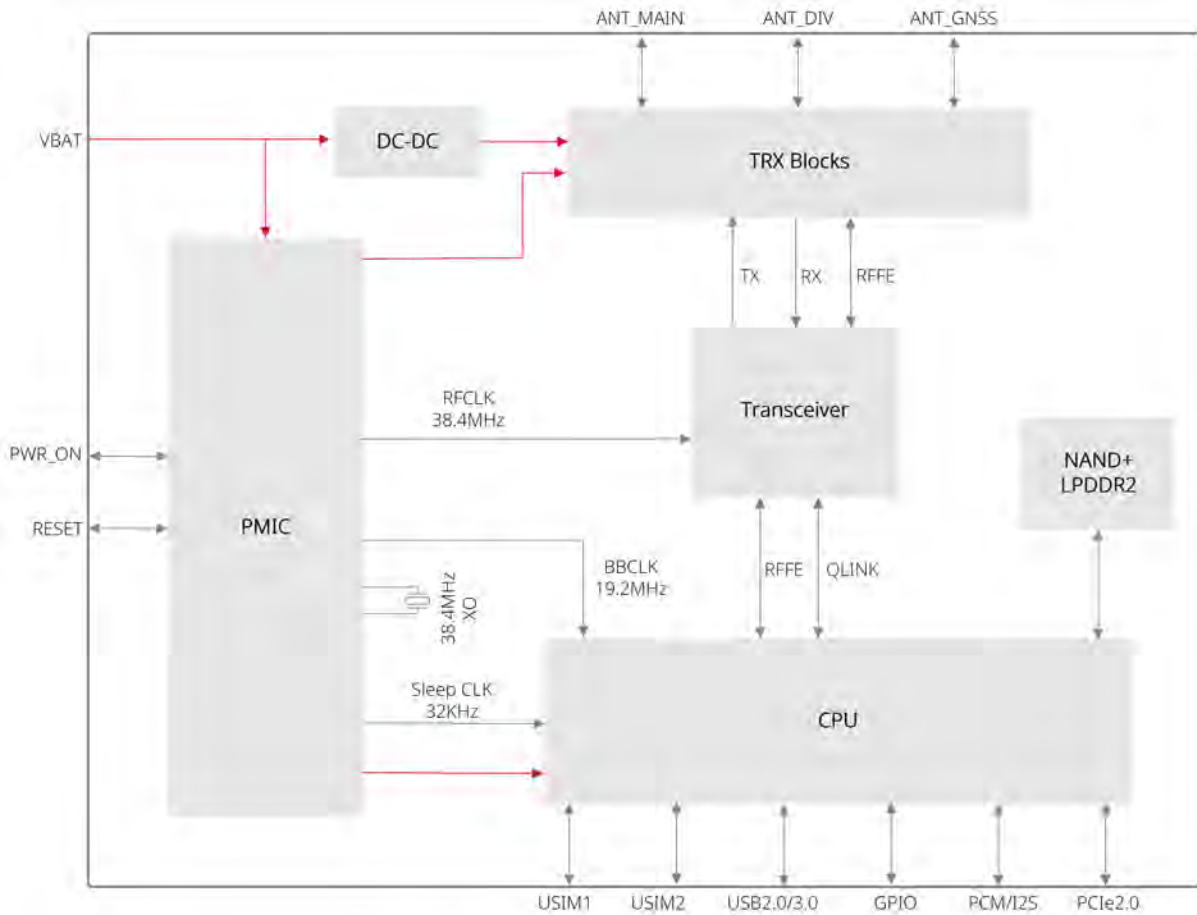 ANT_MAIN
ANT_DIV
ANT_GNSS
VBAT
DC-DC
TRX Blocks
TX
RX
RFFE
RFCLK
38.4MHz
Transceiver
PWR_ON
NAND+
LPDDR2
RESET
PMIC
BBCLK
19.2MHz
RFFE
QLINK
38.4MHz
XO
Sleep CLK
32KHz
CPU
USIM1
USIM2
USB2.0/3.0
GPIO
PCM/I2S
PCIe2.0